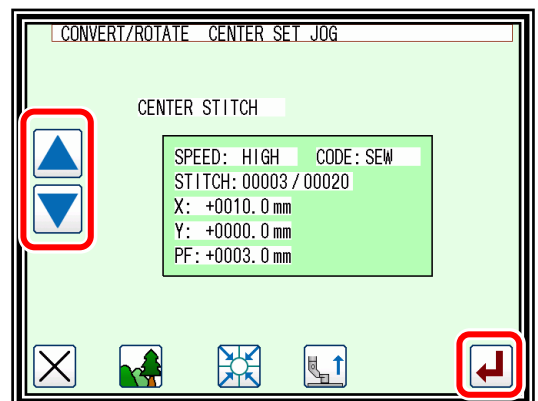 CONVERT/ROTATE CENTER SET JOG
CENTER STITCH
SPEED: HIGH CODE: SEW
STITCH: 00003 / 00020
X: +0010.0 mm
Y: +0000.0 mm
PF: +0003.0 mm